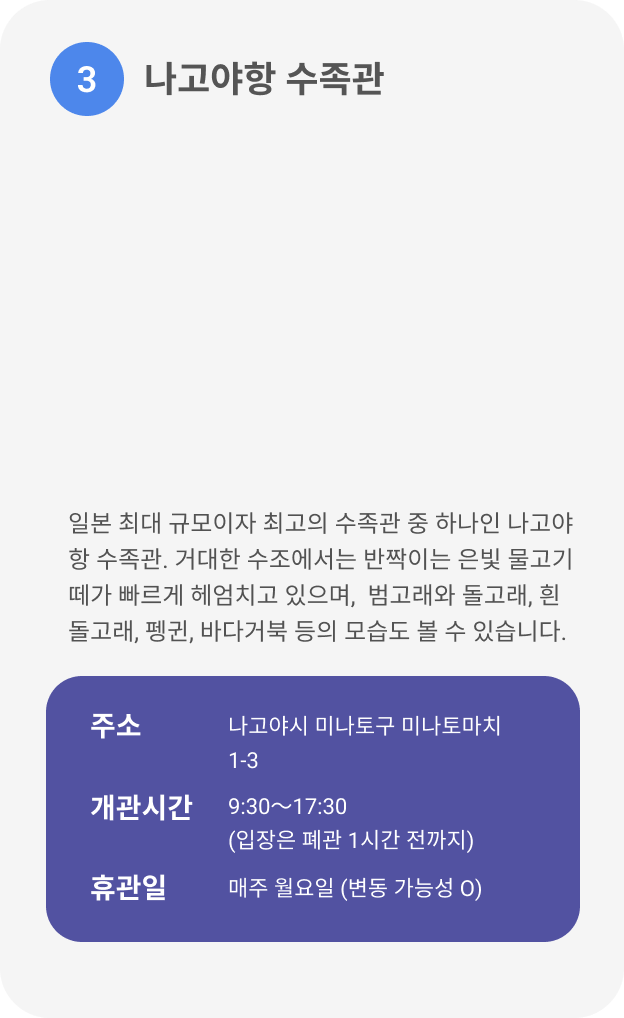 3
나고야항 수족관
일본 최대 규모이자 최고의 수족관 중 하나인 나고야
항 수족관. 거대한 수조에서는 반짝이는 은빛 물고기
떼가 빠르게 헤엄치고 있으며, 범고래와 돌고래, 흰
돌고래, 펭귄, 바다거북 등의 모습도 볼 수 있습니다.
주소 나고야시 미나토구 미나토마치
1-3
개관시간 9:30～17:30
(입장은 폐관 1시간 전까지)
휴관일 매주 월요일 (변동 가능성 O)